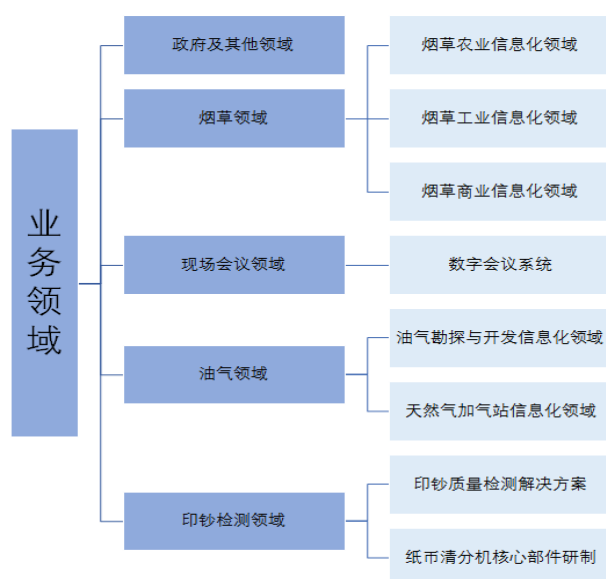 业务领域
政府及其他领域
烟草领域
烟草农业信息化领域
烟草工业信息化领域
烟草商业信息化领域
现场会议领域
数字会议系统
油气领域
油气勘探与开发信息化领域
天然气加气站信息化领域
印钞检测领域
印钞质量检测解决方案
纸币清分机核心部件研制